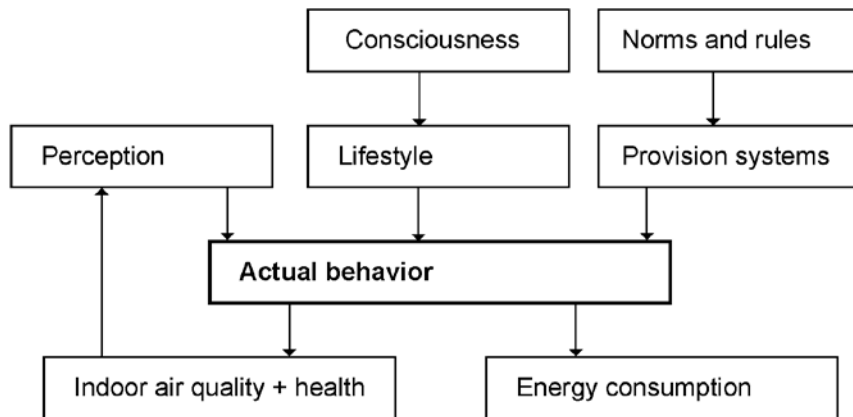 Consciousness
Norms and rules
Perception
Lifestyle
Provision systems
Actual behavior
Indoor air quality + health
Energy consumption